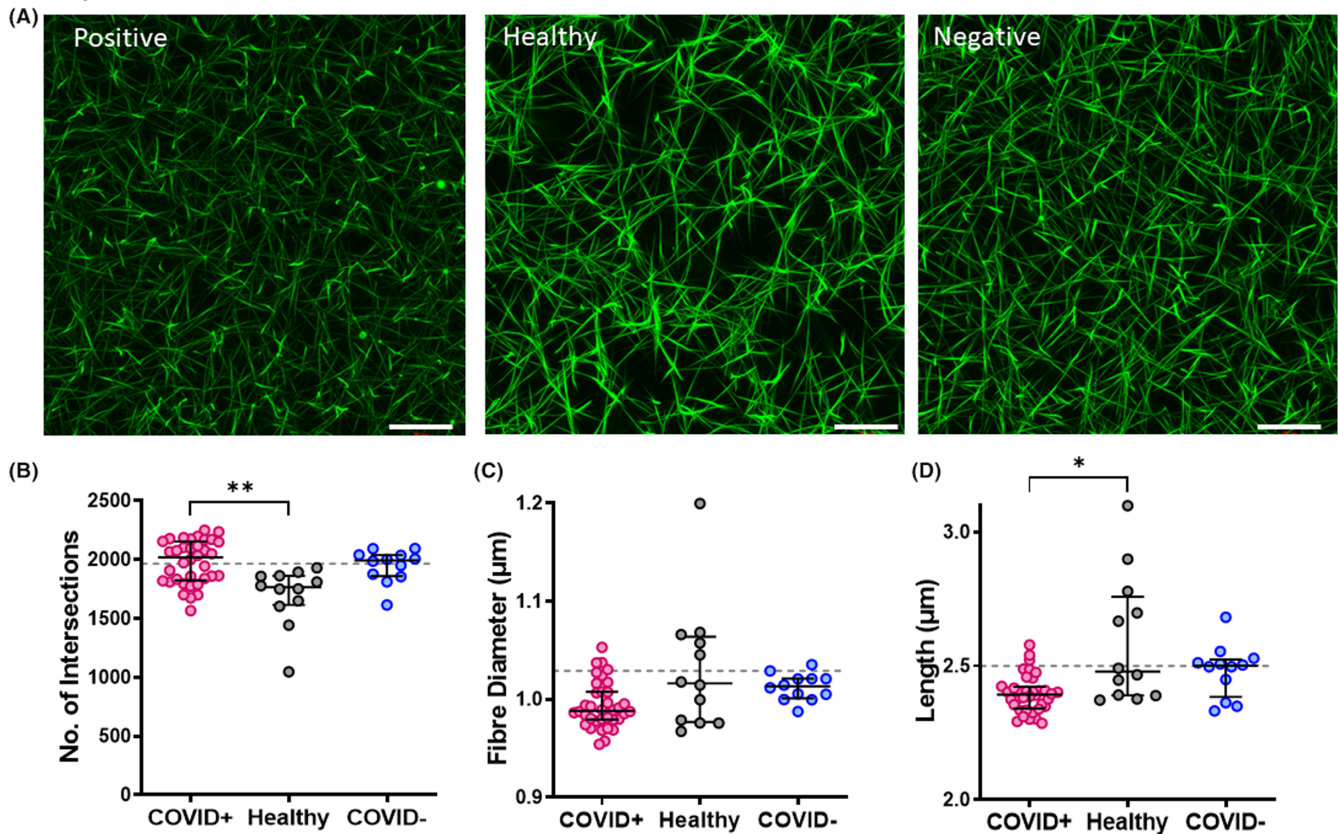 (A)
Positive
Healthy
Negative
(B)
**
No. of Intersections
2500
2000
1500
1000
500
0
COVID+ Healthy COVID-
(C)
Fibre Diameter (µm)
1.2
1.1
1.0
0.9
COVID+ Healthy COVID-
(D)
*
Length (µm)
3.0
2.5
2.0
COVID+ Healthy COVID-